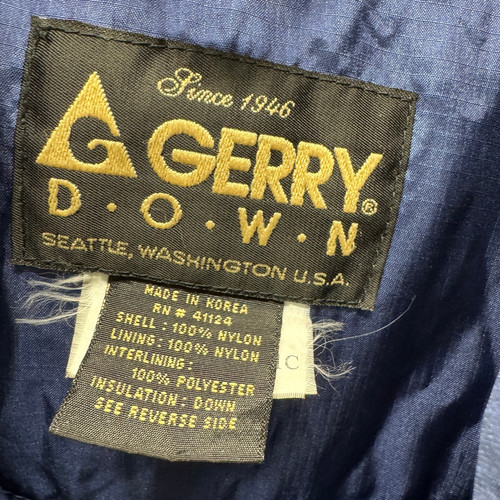 Since 1946
GERRY®
D·O·W·N
SEATTLE, WASHINGTON U.S.A.
MADE IN KOREA
RN # 41124
SHELL: 100% NYLON
LINING: 100% NYLON
INTERLINING:
100% POLYESTER
INSULATION: DOWN
SEE REVERSE SIDE
C